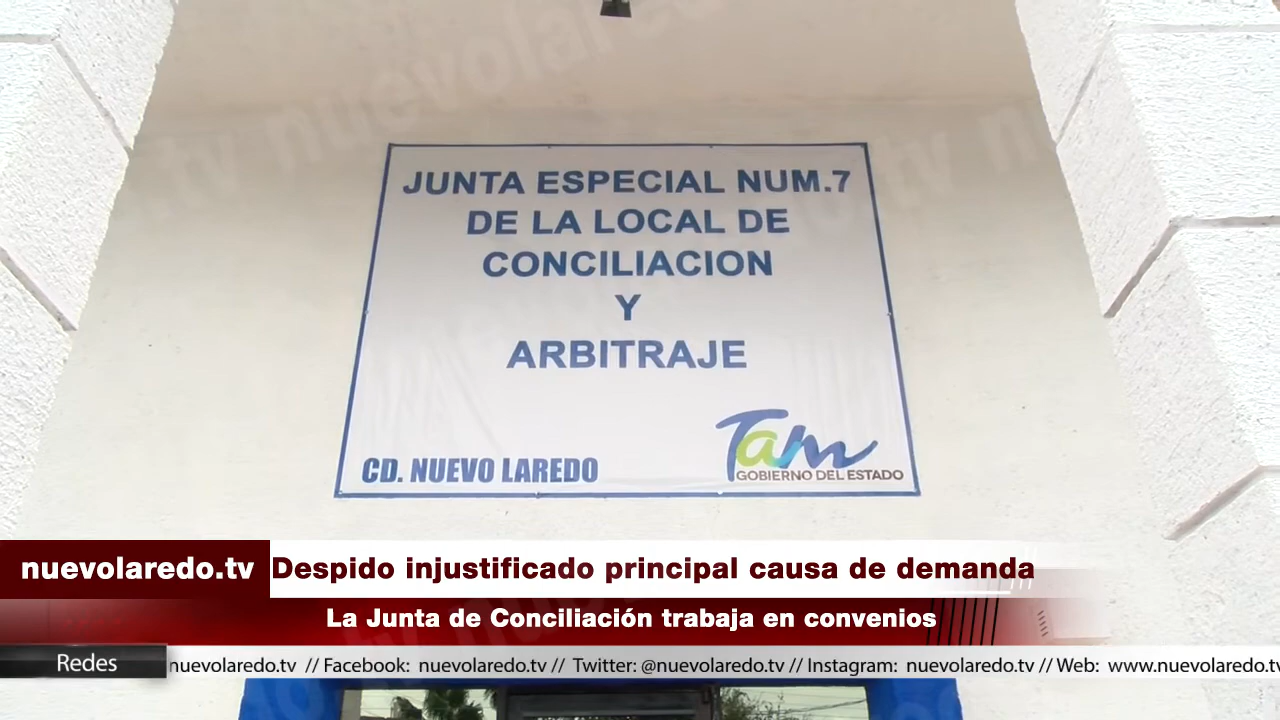 JUNTA ESPECIAL NUM.7
DE LA LOCAL DE
CONCILIACION
Y
ARBITRAJE
CD. NUEVO LAREDO
Tam
GOBIERNO DEL ESTADO
nuevolaredo.tv
Despido injustificado principal causa de demanda
La Junta de Conciliación trabaja en convenios
Redes
nuevolaredo.tv // Facebook: nuevolaredo.tv // Twitter: @nuevolaredo.tv // Instagram: nuevolaredo.tv // Web: www.nuevolaredo.tv